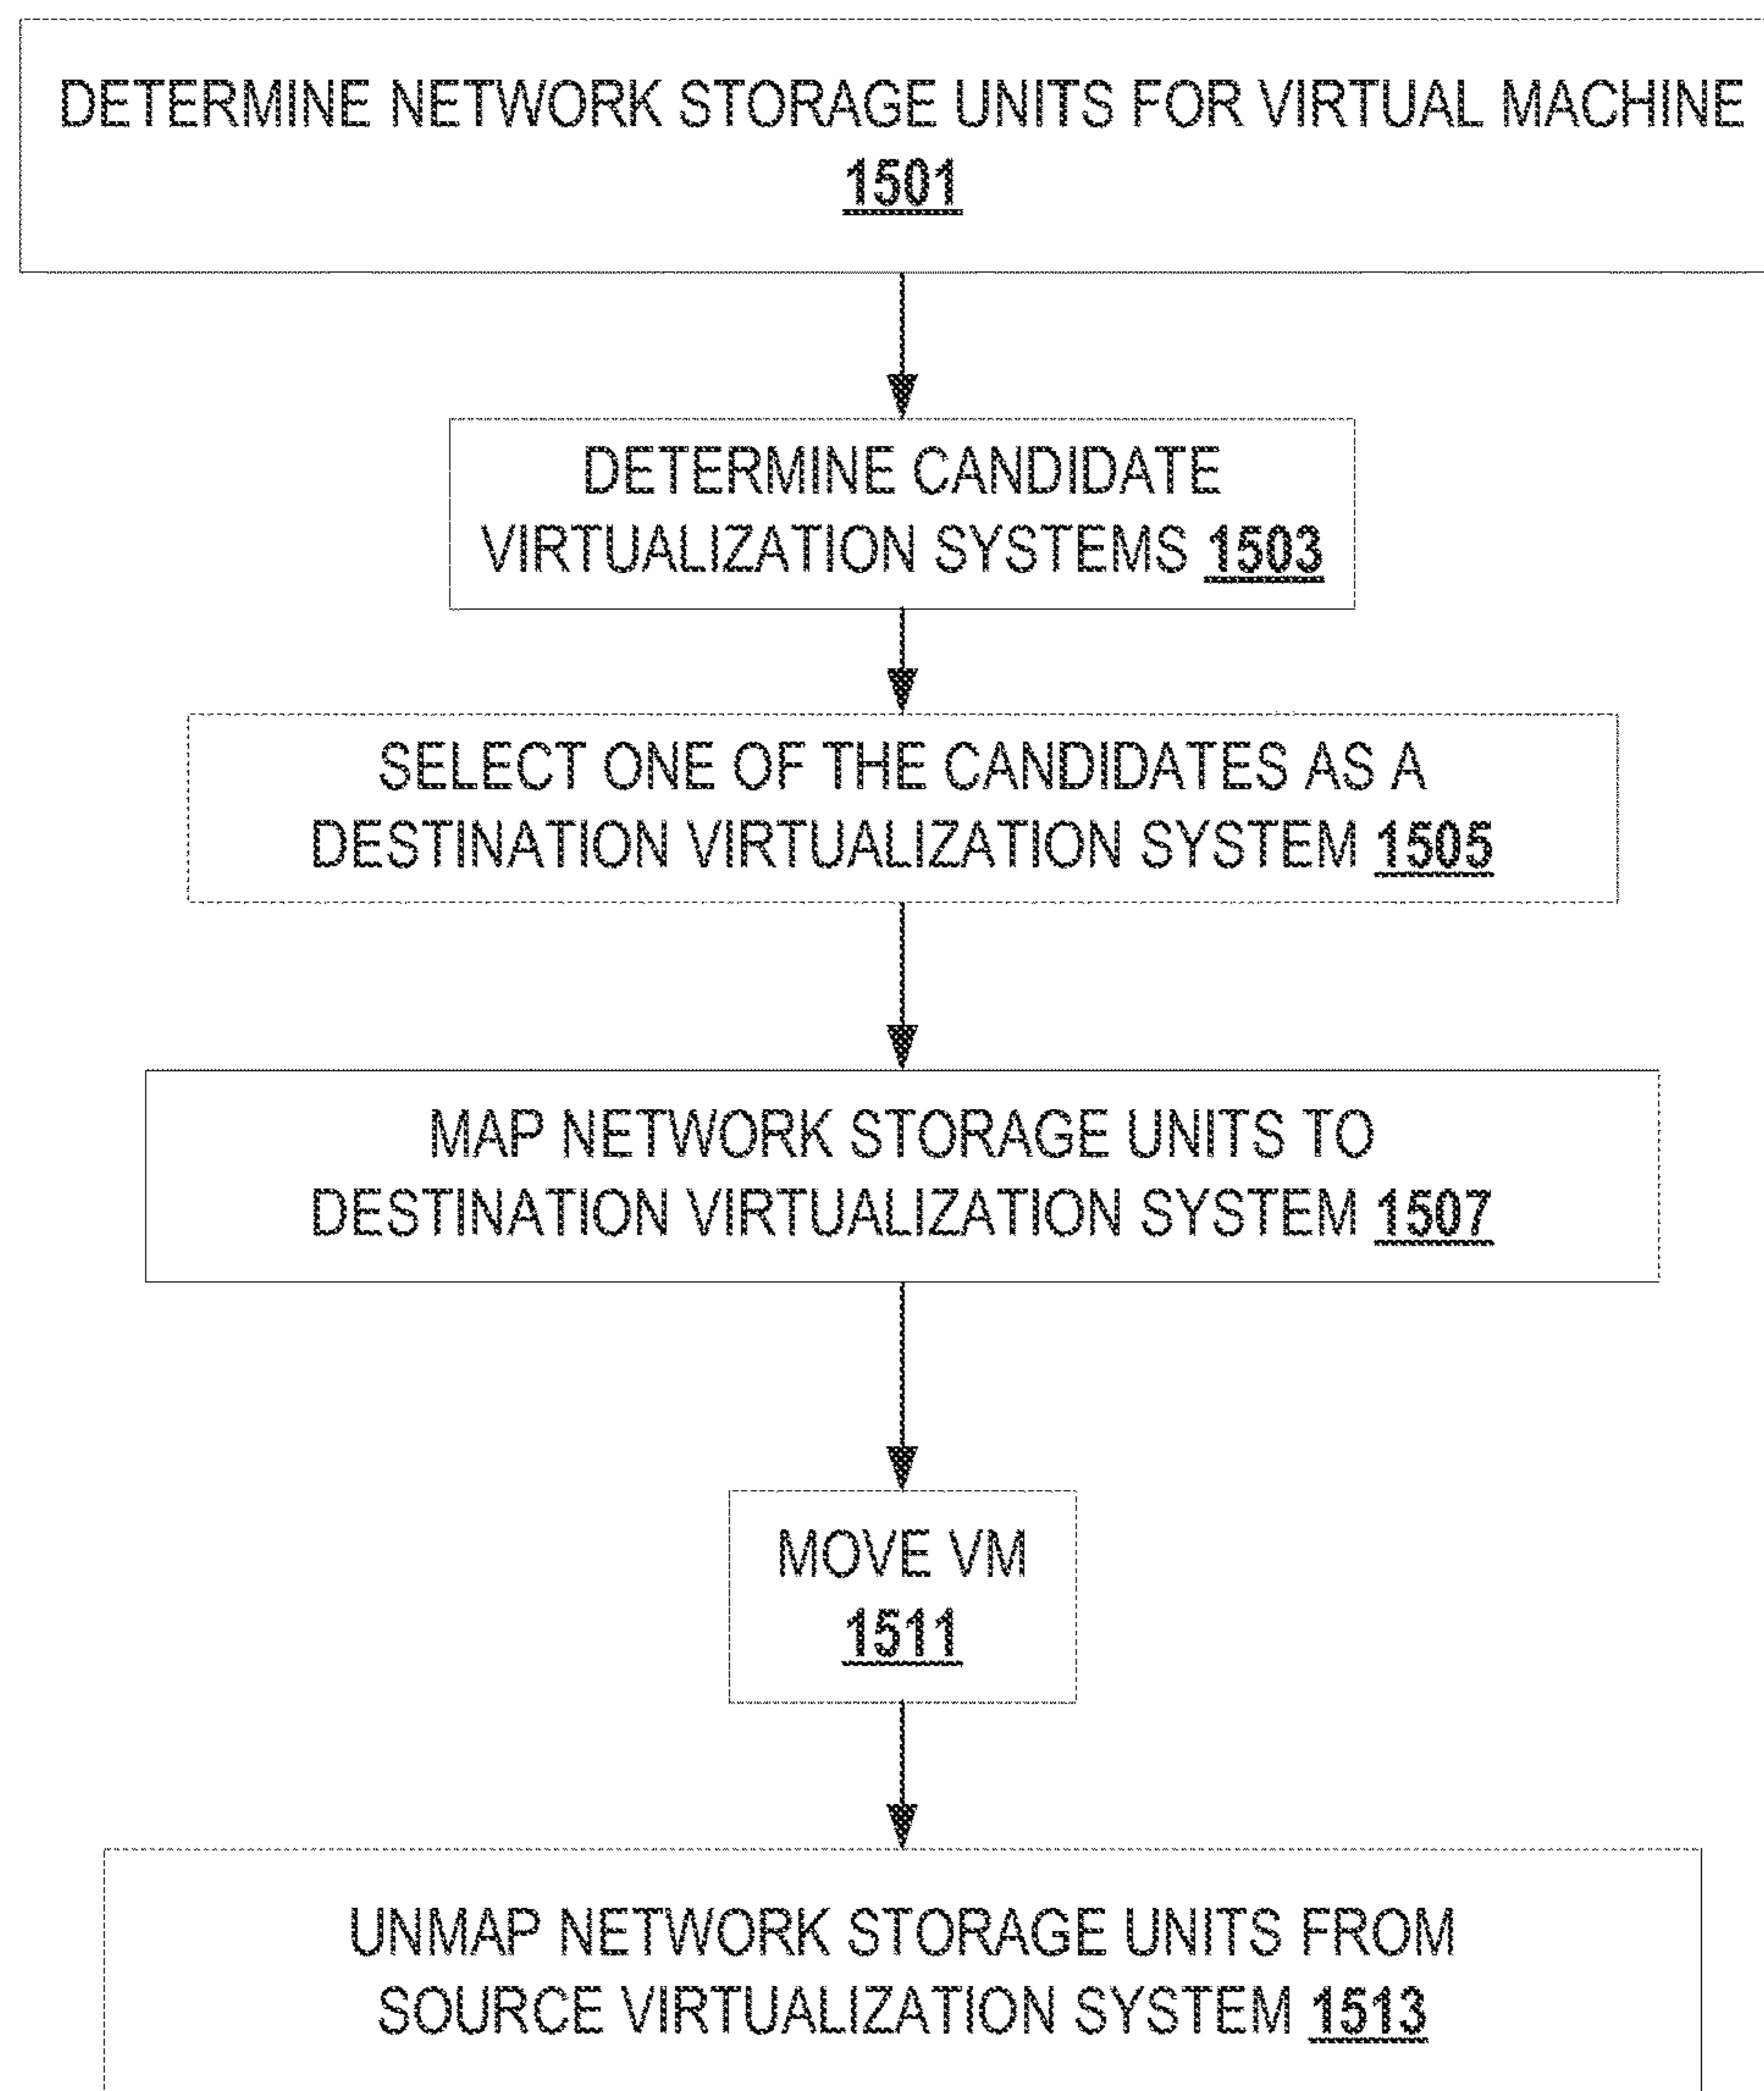 DETERMINE NETWORK STORAGE UNITS FOR VIRTUAL MACHINE
1501
DETERMINE CANDIDATE
VIRTUALIZATION SYSTEMS 1503
SELECT ONE OF THE CANDIDATES AS A
DESTINATION VIRTUALIZATION SYSTEM 1505
MAP NETWORK STORAGE UNITS TO
DESTINATION VIRTUALIZATION SYSTEM 1507
MOVE VM
1511
UNMAP NETWORK STORAGE UNITS FROM
SOURCE VIRTUALIZATION SYSTEM 1513